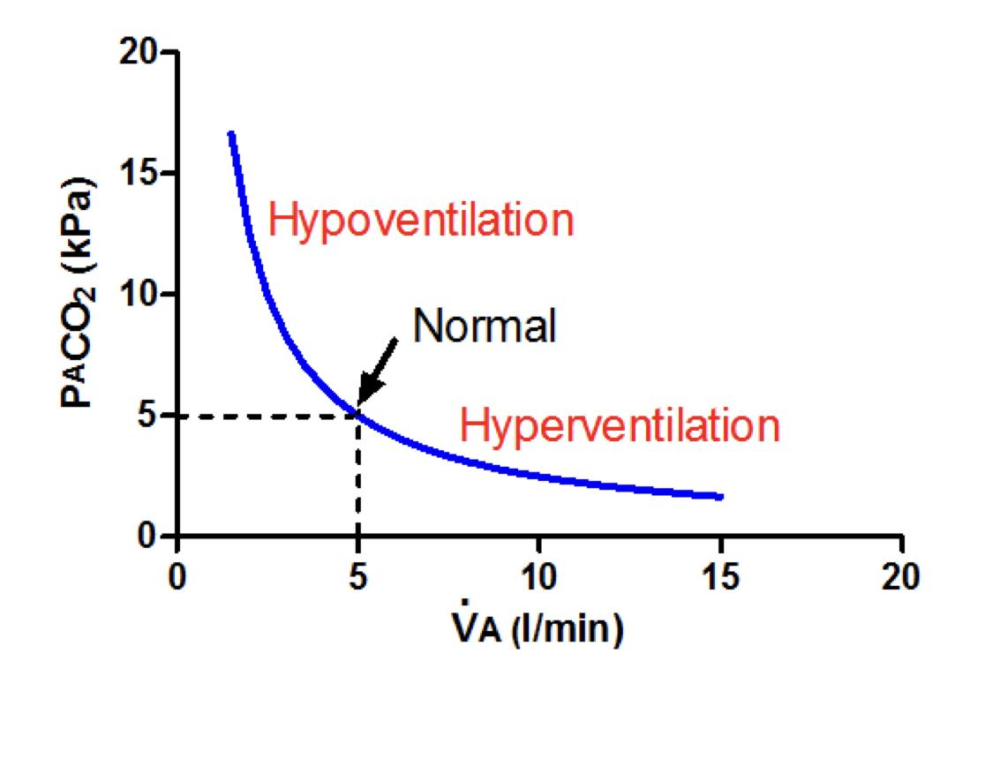 20
15
10
5
0
PACO₂ (kPa)
Hypoventilation
Normal
Hyperventilation
0 5 10 15 20
V̇A (l/min)